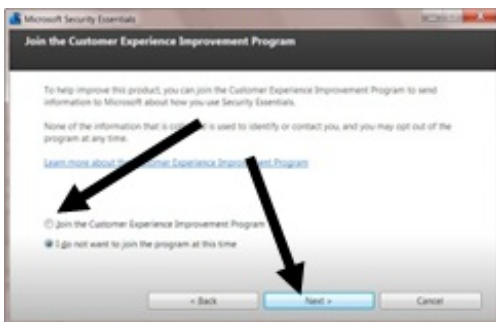 Microsoft Security Essentials
Join the Customer Experience Improvement Program
To help improve this product, you can join the Customer Experience Improvement Program to send
information to Microsoft about how you use Security Essentials.
None of the information that is is used to identify or contact you, and you may opt out of the
program at any time.
Learn more about the Customer Experience Improvement Program
Join the Customer Experience Improvement Program
I do not want to join the program at this time
< Back
Next >
Cancel